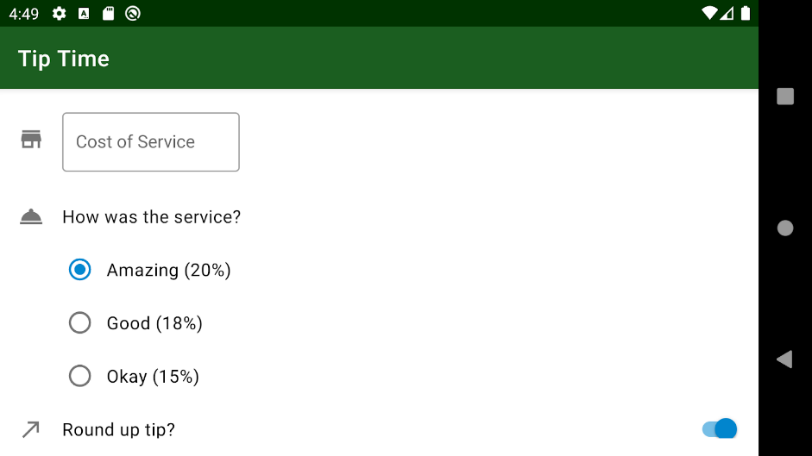 4:49
Tip Time
Cost of Service
How was the service?
Amazing (20%)
Good (18%)
Okay (15%)
Round up tip?